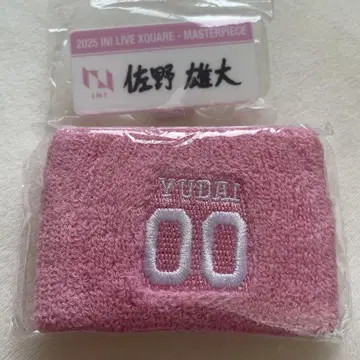 2025 INI LIVE XQUARE - MASTERPIECE
INI
佐野 雄大
YUDAI
00